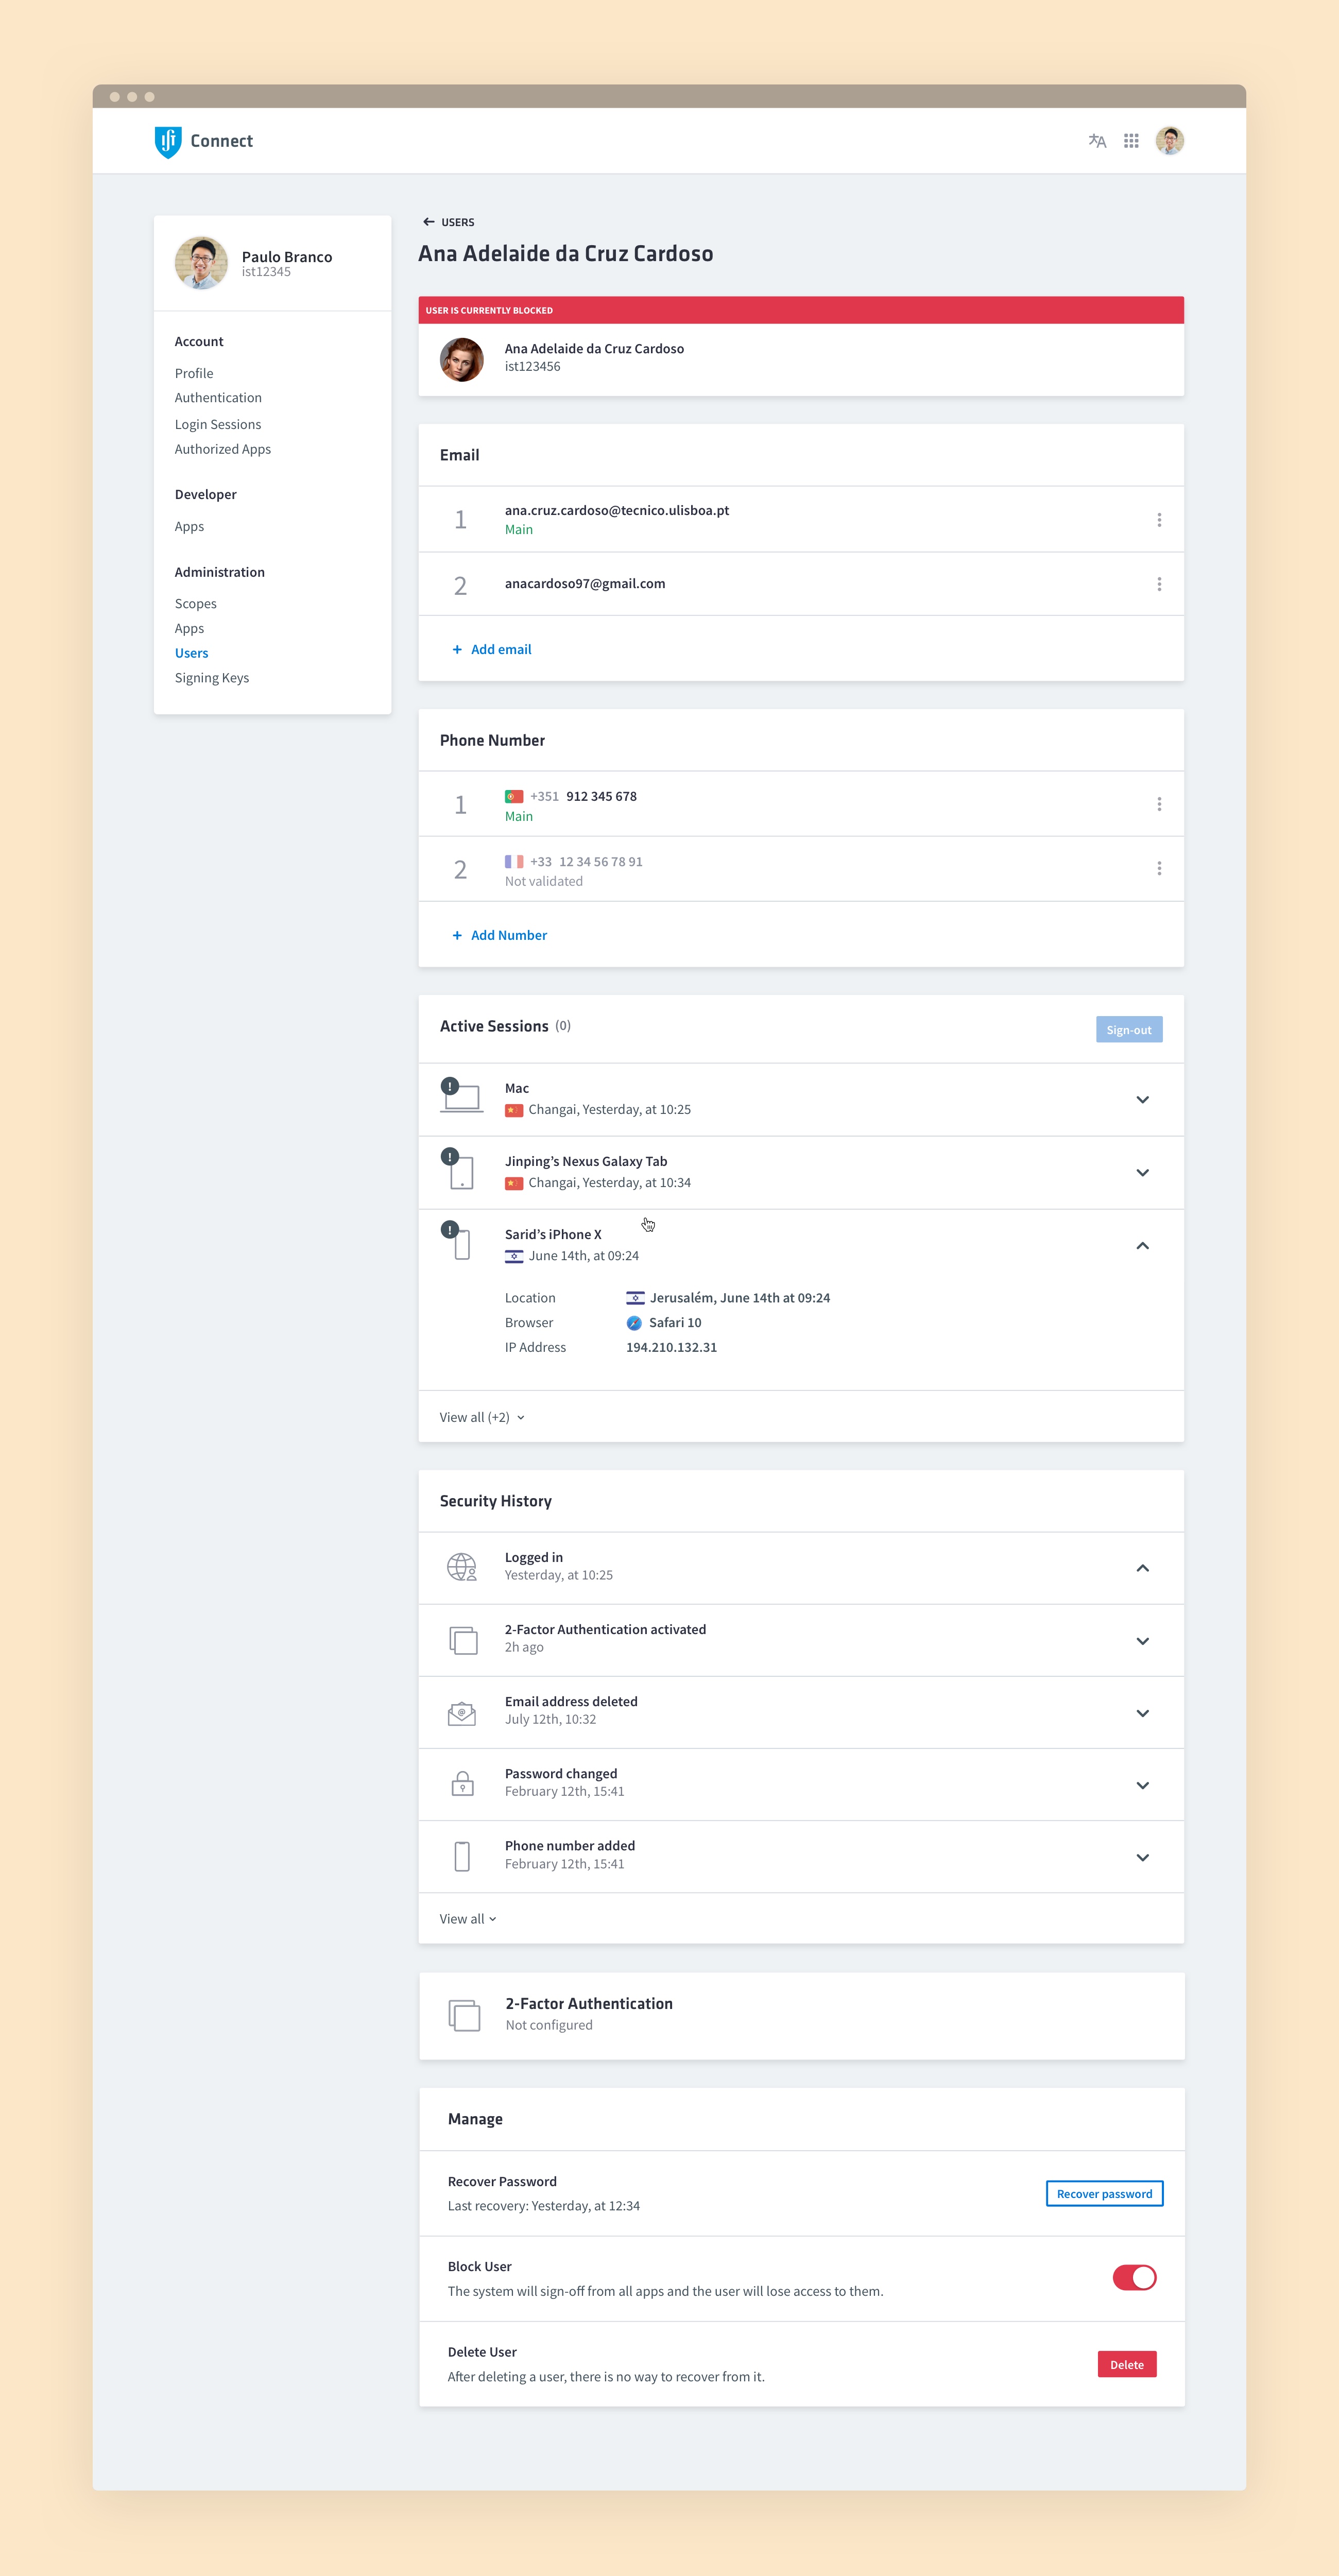 Connect
Paulo Branco
ist12345
Account
Profile
Authentication
Login Sessions
Authorized Apps
Developer
Apps
Administration
Scopes
Apps
Users
Signing Keys
← USERS
Ana Adelaide da Cruz Cardoso
USER IS CURRENTLY BLOCKED
Ana Adelaide da Cruz Cardoso
ist123456
Email
1
ana.cruz.cardoso@tecnico.ulisboa.pt
Main
2
anacardoso97@gmail.com
+ Add email
Phone Number
1
+351 912 345 678
Main
2
+33 12 34 56 78 91
Not validated
+ Add Number
Active Sessions (0)
Sign-out
!
Mac
Changai, Yesterday, at 10:25
!
Jinping’s Nexus Galaxy Tab
Changai, Yesterday, at 10:34
!
Sarid’s iPhone X
June 14th, at 09:24
Location Jerusalém, June 14th at 09:24
Browser Safari 10
IP Address 194.210.132.31
View all (+2)
Security History
Logged in
Yesterday, at 10:25
2-Factor Authentication activated
2h ago
Email address deleted
July 12th, 10:32
Password changed
February 12th, 15:41
Phone number added
February 12th, 15:41
View all
2-Factor Authentication
Not configured
Manage
Recover Password
Last recovery: Yesterday, at 12:34
Recover password
Block User
The system will sign-off from all apps and the user will lose access to them.
Delete User
After deleting a user, there is no way to recover from it.
Delete